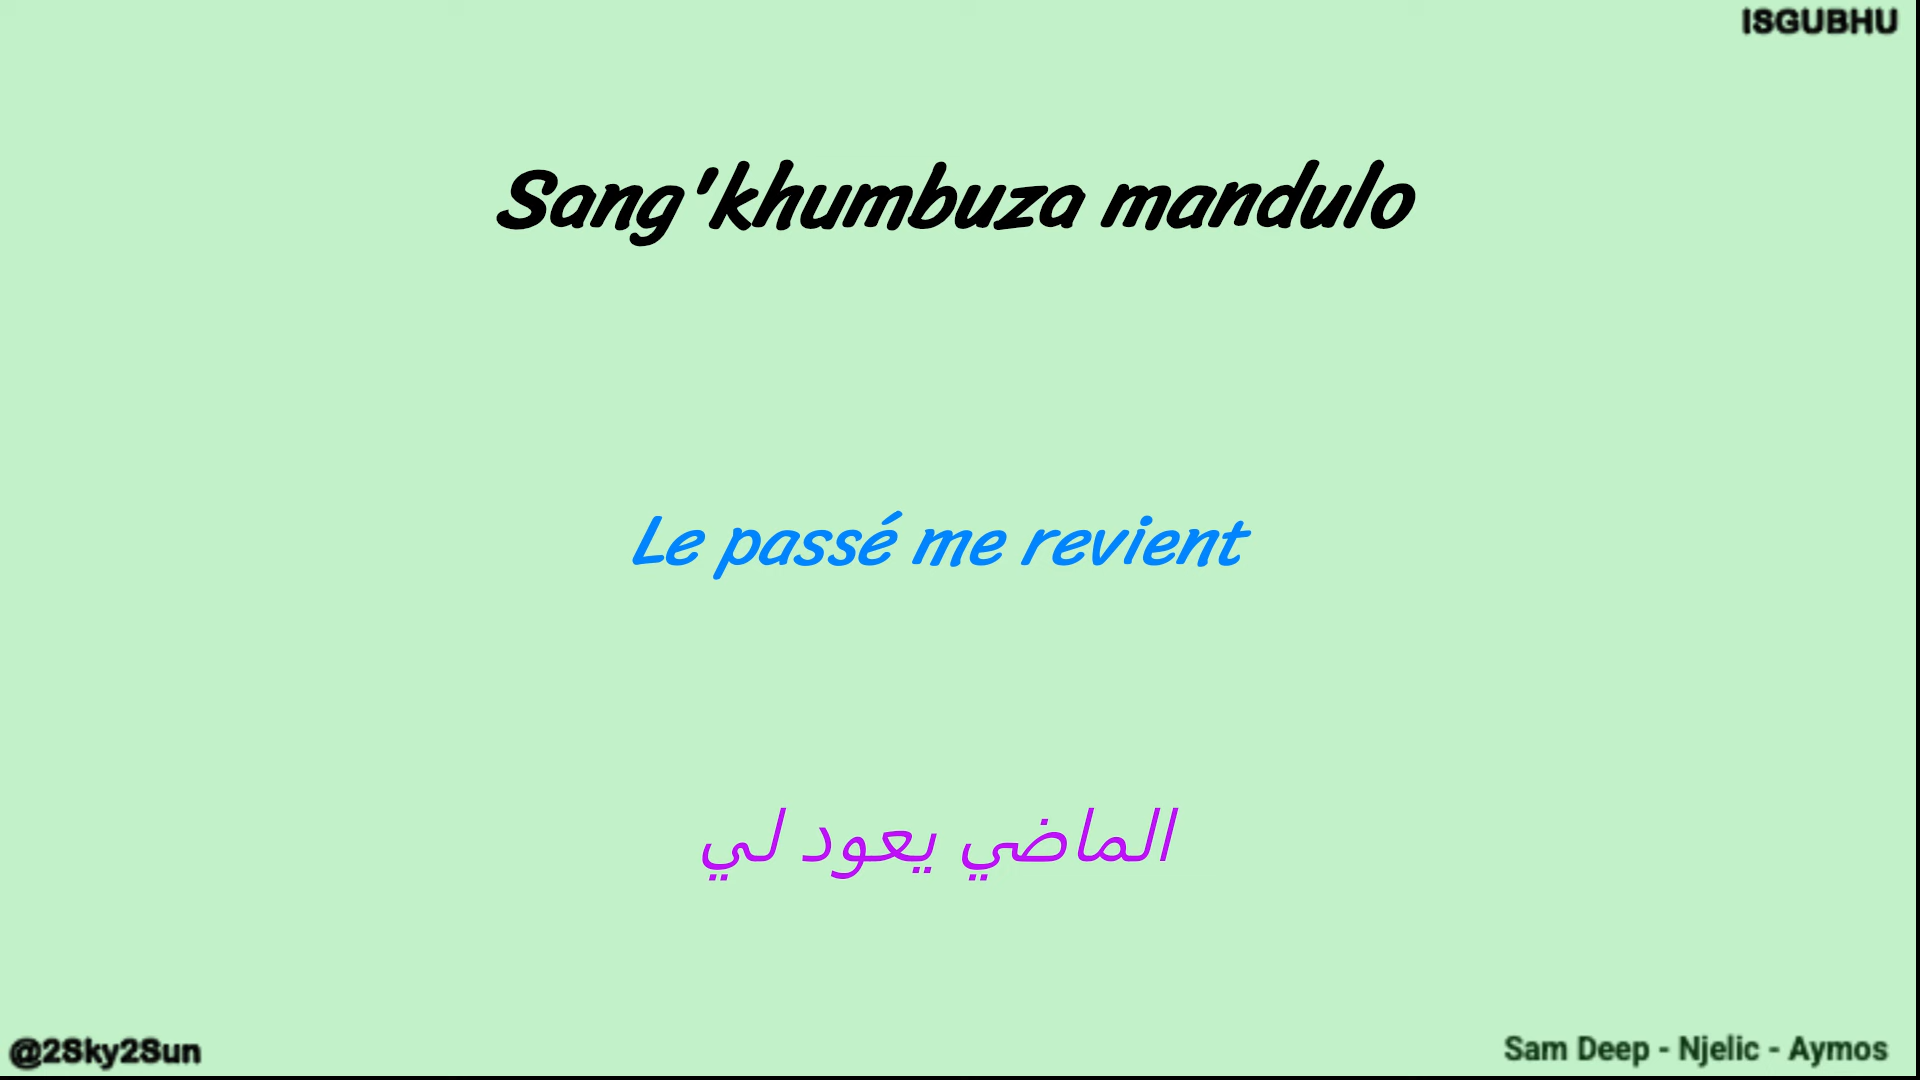 ISGUBHU
Sang'khumbuza mandulo
Le passé me revient
الماضي يعود لي
@2Sky2Sun
Sam Deep - Njelic - Aymos